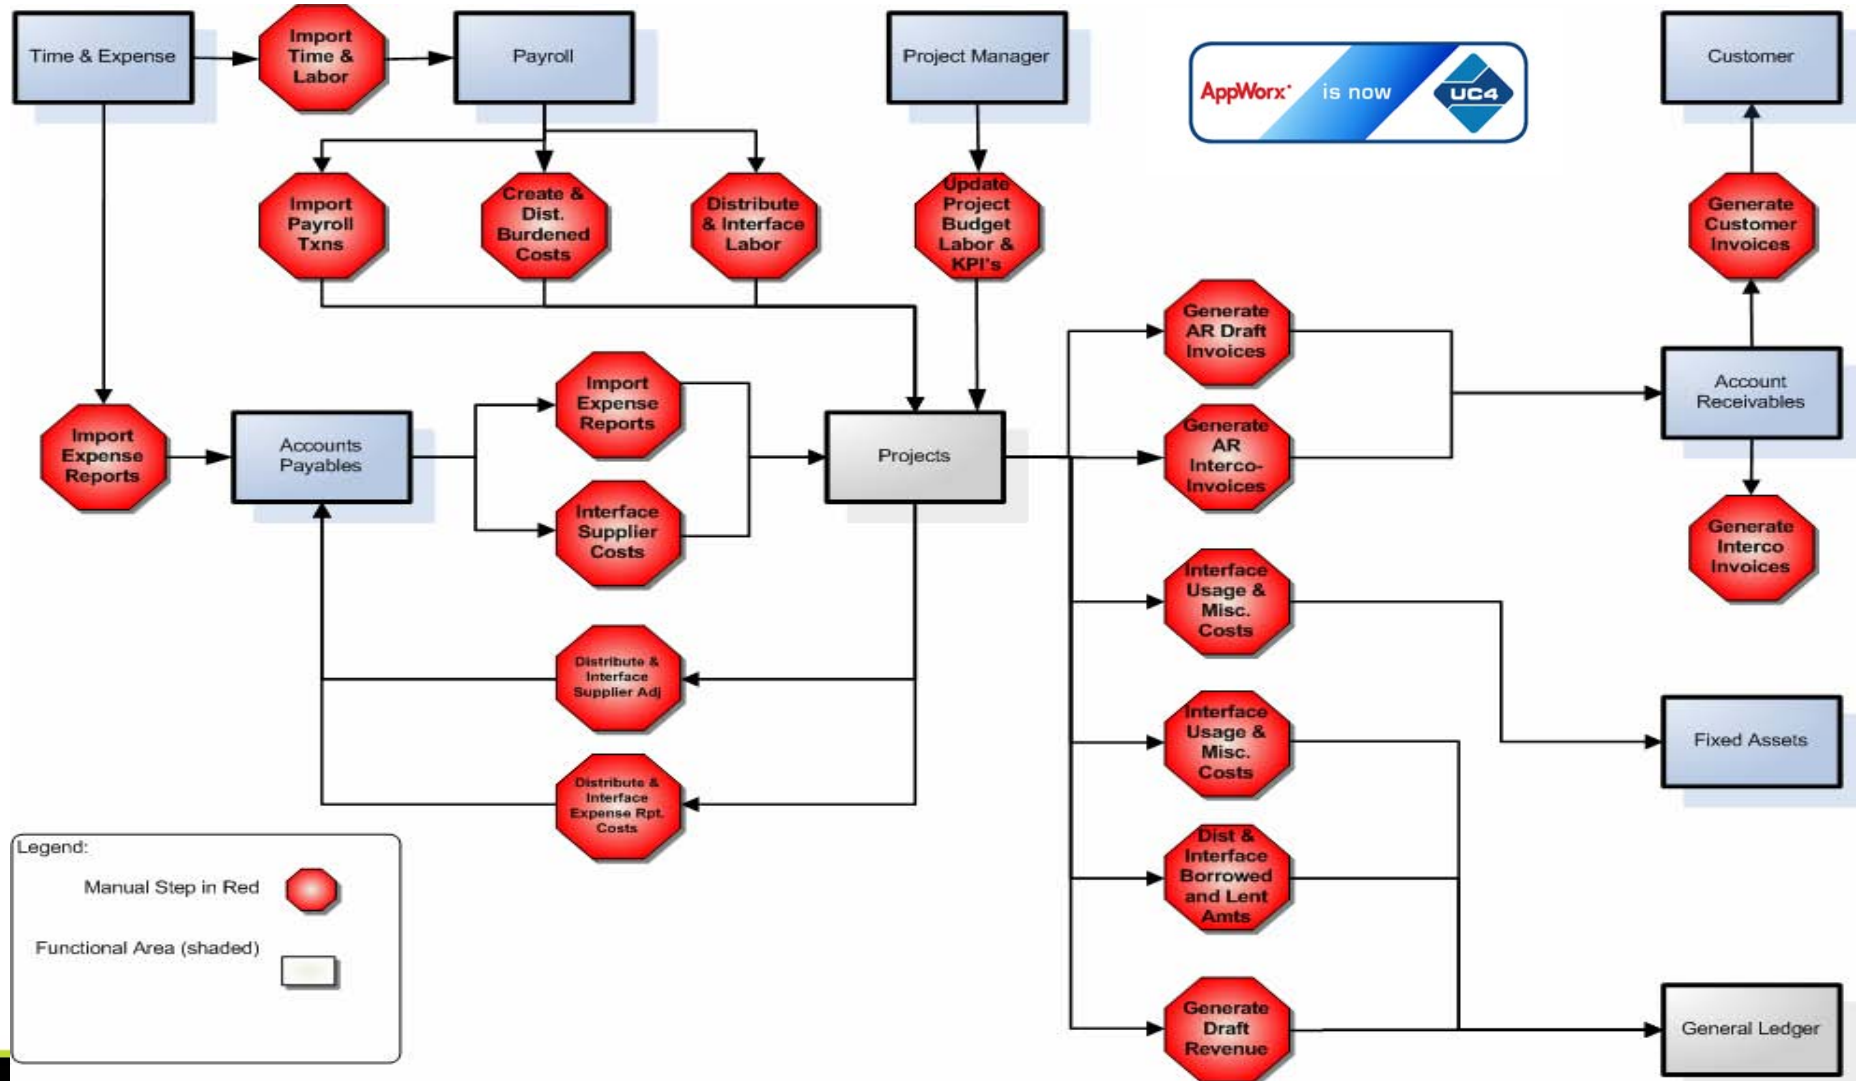 Time & Expense
Import
Time &
Labor
Payroll
Project Manager
AppWorx
is now
UC4
Customer
Import
Payroll
Txns
Create &
Dist.
Burdened
Costs
Distribute
& Interface
Labor
Update
Project
Budget
Labor &
KPI's
Generate
Customer
Invoices
Generate
AR Draft
Invoices
Account
Receivables
Import
Expense
Reports
Accounts
Payables
Import
Expense
Reports
Projects
Generate
AR
Interco-
Invoices
Interface
Supplier
Costs
Generate
Interco
Invoices
Interface
Usage &
Misc.
Costs
Distribute &
Interface
Supplier Adj
Interface
Usage &
Misc.
Costs
Fixed Assets
Distribute &
Interface
Expense Rpt.
Costs
Dist &
Interface
Borrowed
and Lent
Amts
Generate
Draft
Revenue
General Ledger
Legend:
Manual Step in Red
Functional Area (shaded)